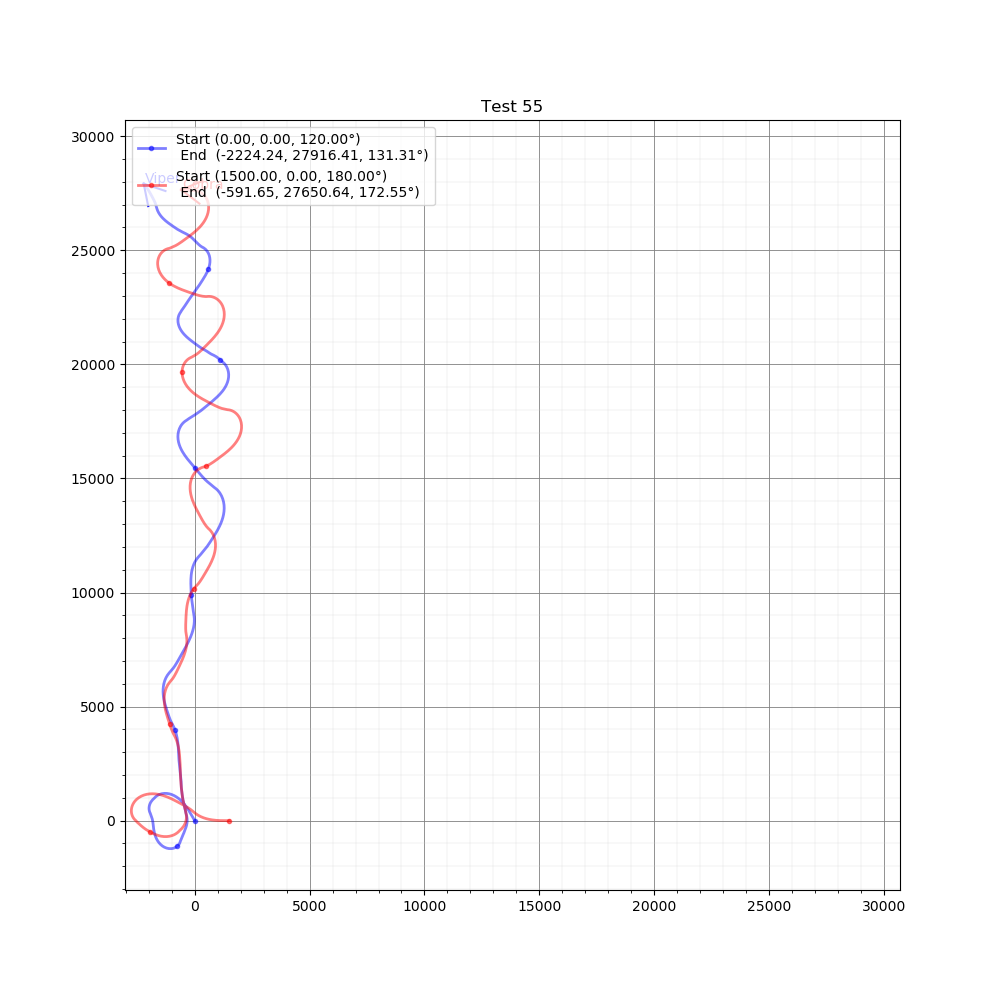 Test 55
30000
25000
20000
15000
10000
5000
0
Start (0.00, 0.00, 120.00°)
End (-2224.24, 27916.41, 131.31°)
Start (1500.00, 0.00, 180.00°)
End (-591.65, 27650.64, 172.55°)
Viper
0 5000 10000 15000 20000 25000 30000